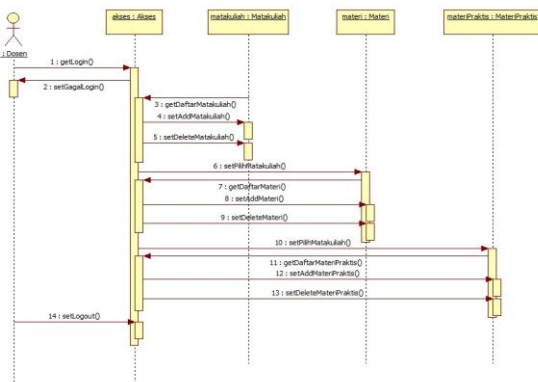 akses : Akses
matakuliah : Matakuliah
materi : Materi
materiPraktis : MateriPraktis
: Dosen
1 : getLogin()
2 : setGagalLogin()
3 : getDaftarMatakuliah()
4 : setAddMatakuliah()
5 : setDeleteMatakuliah()
6 : setPilihMatakuliah()
7 : getDaftarMateri()
8 : setAddMateri()
9 : setDeleteMateri()
10 : setPilihMatakuliah()
11 : getDaftarMateriPraktis()
12 : setAddMateriPraktis()
13 : setDeleteMateriPraktis()
14 : setLogout()